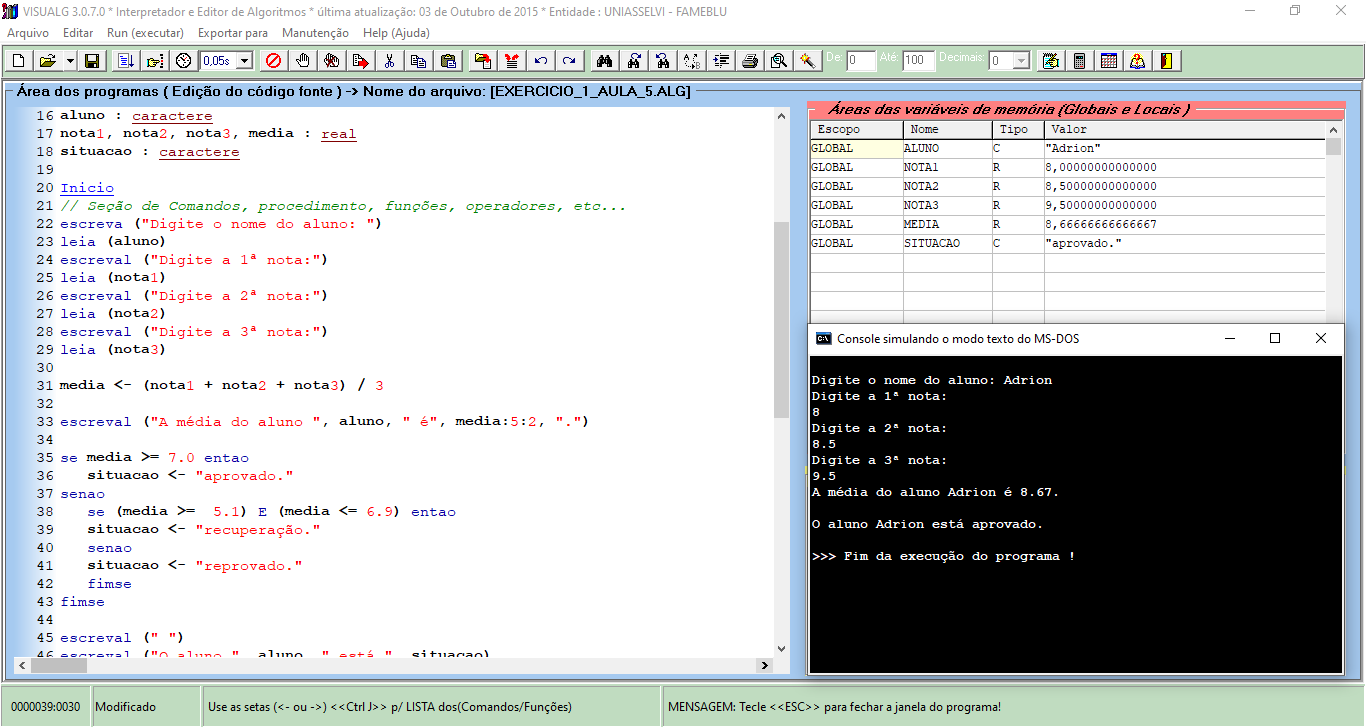 VISUALG 3.0.7.0 * Interpretador e Editor de Algoritmos * última atualização: 03 de Outubro de 2015 * Entidade : UNIASSELVI - FAMEBLU
Arquivo Editar Run (executar) Exportar para Manutenção Help (Ajuda)
0,05s De: 0 Até: 100 Decimais: 0
Área dos programas ( Edição do código fonte ) -> Nome do arquivo: [EXERCICIO_1_AULA_5.ALG]
16 aluno : caractere
17 nota1, nota2, nota3, media : real
18 situacao : caractere
19
20 Inicio
21 // Seção de Comandos, procedimento, funções, operadores, etc...
22 escreva ("Digite o nome do aluno: ")
23 leia (aluno)
24 escreval ("Digite a 1ª nota:")
25 leia (nota1)
26 escreval ("Digite a 2ª nota:")
27 leia (nota2)
28 escreval ("Digite a 3ª nota:")
29 leia (nota3)
30
31 media <- (nota1 + nota2 + nota3) / 3
32
33 escreval ("A média do aluno ", aluno, " é", media:5:2, ".")
34
35 se media >= 7.0 entao
36 situacao <- "aprovado."
37 senao
38 se (media >=  5.1) E (media <= 6.9) entao
39 situacao <- "recuperação."
40 senao
41 situacao <- "reprovado."
42 fimse
43 fimse
44
45 escreval (" ")
46 escreval ("O aluno ", aluno, " está ", situacao)
Áreas das variáveis de memória (Globais e Locais )
Escopo Nome Tipo Valor
GLOBAL ALUNO C "Adrion"
GLOBAL NOTA1 R 8,00000000000000
GLOBAL NOTA2 R 8,50000000000000
GLOBAL NOTA3 R 9,50000000000000
GLOBAL MEDIA R 8,66666666666667
GLOBAL SITUACAO C "aprovado."
Console simulando o modo texto do MS-DOS
Digite o nome do aluno: Adrion
Digite a 1ª nota:
8
Digite a 2ª nota:
8.5
Digite a 3ª nota:
9.5
A média do aluno Adrion é 8.67.
O aluno Adrion está aprovado.
>>> Fim da execução do programa !
0000039:0030 Modificado Use as setas (<- ou ->) <<Ctrl J>> p/ LISTA dos(Comandos/Funções) MENSAGEM: Tecle <<ESC>> para fechar a janela do programa!